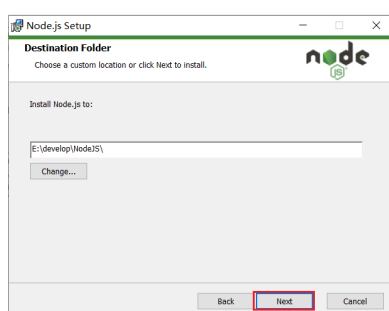 Node.js Setup
Destination Folder
Choose a custom location or click Next to install.
node
JS
Install Node.js to:
E:\develop\NodeJS\
Change...
Back
Next
Cancel